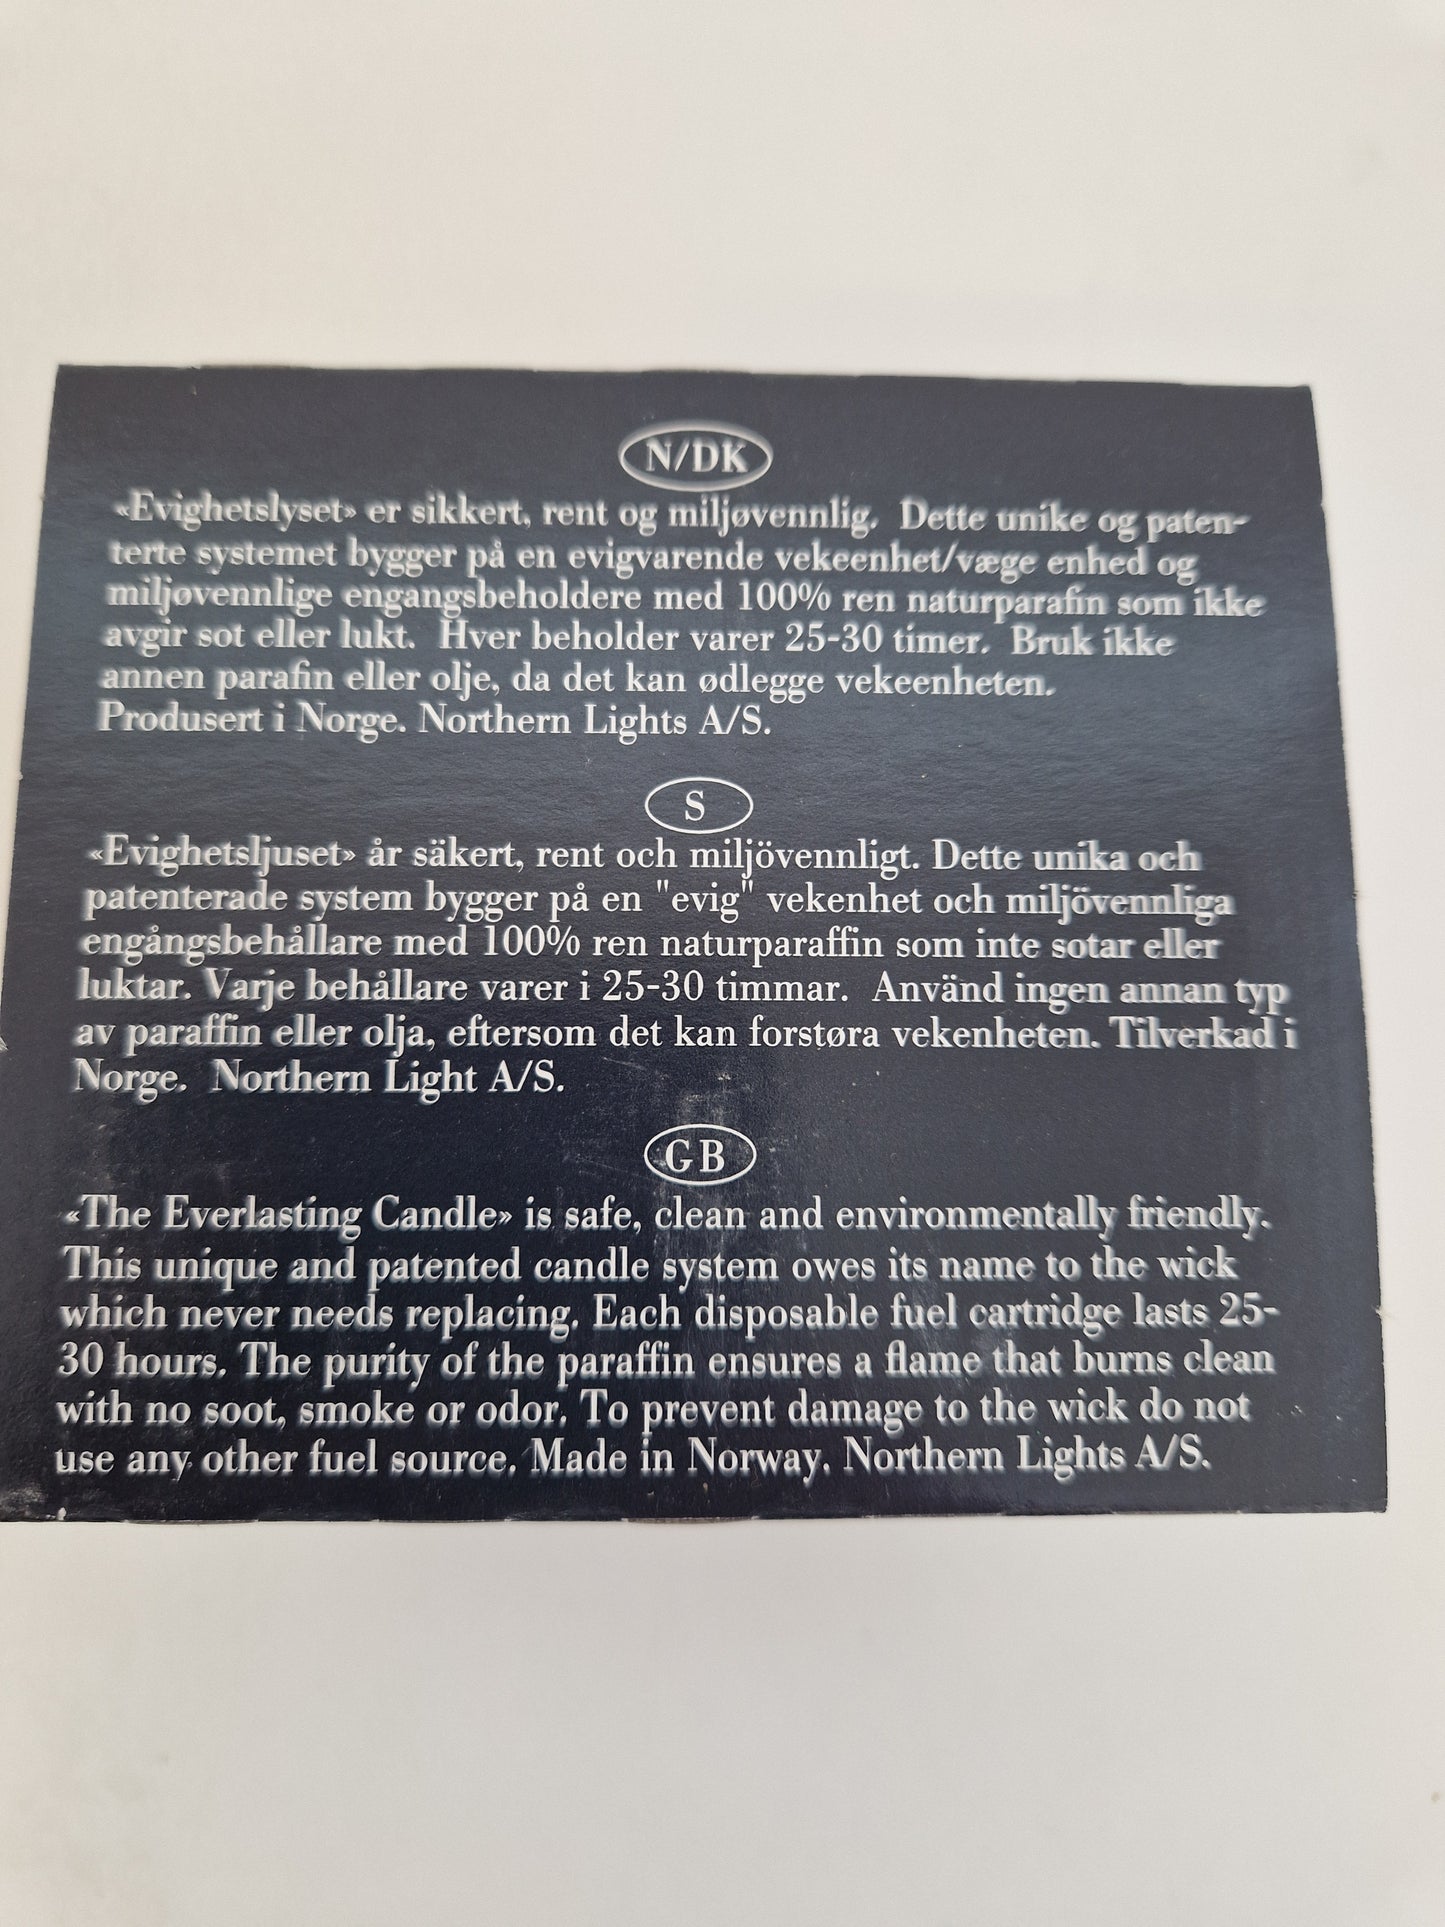 N/DK
«Evighetslyset» er sikkert, rent og miljøvennlig. Dette unike og paten-
terte systemet bygger på en evigvarende vekeenhet/væge enhed og
miljøvennlige engangsbeholdere med 100% ren naturparafin som ikke
avgir sot eller lukt. Hver beholder varer 25-30 timer. Bruk ikke
annen parafin eller olje, da det kan ødlegge vekeenheten.
Produsert i Norge. Northern Lights A/S.
S
«Evighetsljuset» år säkert, rent och miljövennligt. Dette unika och
patenterade system bygger på en "evig" vekenhet och miljövennliga
engångsbehållare med 100% ren naturparaffin som inte sotar eller
luktar. Varje behållare varer i 25-30 timmar. Använd ingen annan typ
av paraffin eller olja, eftersom det kan forstøra vekenheten. Tilverkad i
Norge. Northern Light A/S.
GB
«The Everlasting Candle» is safe, clean and environmentally friendly.
This unique and patented candle system owes its name to the wick
which never needs replacing. Each disposable fuel cartridge lasts 25-
30 hours. The purity of the paraffin ensures a flame that burns clean
with no soot, smoke or odor. To prevent damage to the wick do not
use any other fuel source. Made in Norway. Northern Lights A/S.